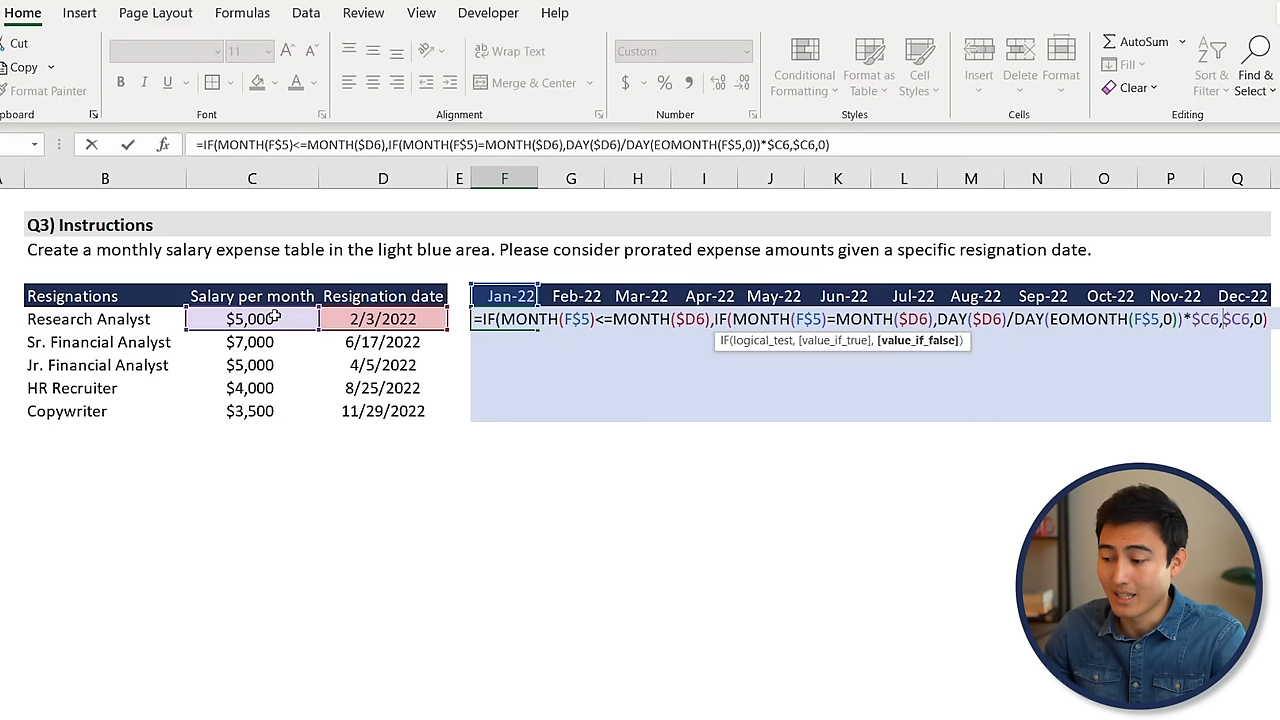 Home Insert Page Layout Formulas Data Review View Developer Help
Cut
Copy
Format Painter
pboard
11
A A
B I U A
Font
ab Wrap Text
Merge & Center
Alignment
Custom
$ % 9 .00 .00
Number
Conditional Formatting
Format as Table
Cell Styles
Styles
Insert Delete Format
Cells
AutoSum
Fill
Clear
Sort & Filter
Find & Select
Editing
fx =IF(MONTH(F$5)<=MONTH($D6),IF(MONTH(F$5)=MONTH($D6),DAY($D6)/DAY(EOMONTH(F$5,0))*$C6,$C6,0)
A B C D E F G H I J K L M N O P Q
Q3) Instructions
Create a monthly salary expense table in the light blue area. Please consider prorated expense amounts given a specific resignation date.
Resignations Salary per month Resignation date Jan-22 Feb-22 Mar-22 Apr-22 May-22 Jun-22 Jul-22 Aug-22 Sep-22 Oct-22 Nov-22 Dec-22
Research Analyst $5,000 2/3/2022 =IF(MONTH(F$5)<=MONTH($D6),IF(MONTH(F$5)=MONTH($D6),DAY($D6)/DAY(EOMONTH(F$5,0))*$C6,$C6,0)
IF(logical_test, [value_if_true], [value_if_false])
Sr. Financial Analyst $7,000 6/17/2022
Jr. Financial Analyst $5,000 4/5/2022
HR Recruiter $4,000 8/25/2022
Copywriter $3,500 11/29/2022